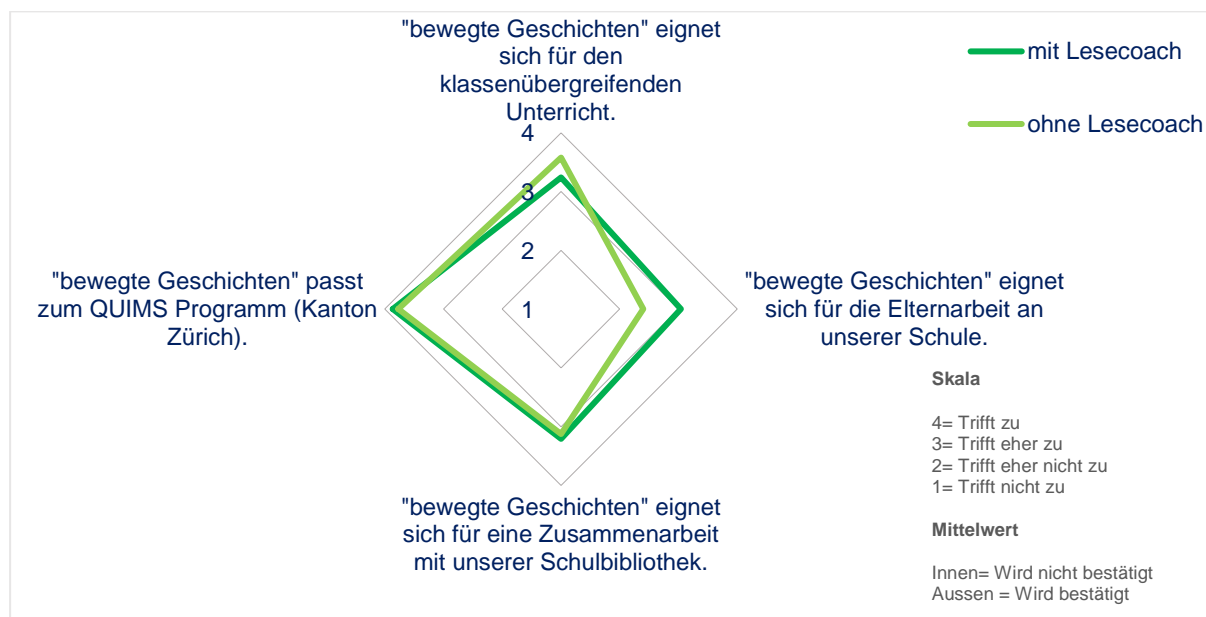 "bewegte Geschichten" eignet
sich für den
klassenübergreifenden
Unterricht.
mit Lesecoach
ohne Lesecoach
4
3
2
1
"bewegte Geschichten" passt
zum QUIMS Programm (Kanton
Zürich).
"bewegte Geschichten" eignet
sich für die Elternarbeit an
unserer Schule.
"bewegte Geschichten" eignet
sich für eine Zusammenarbeit
mit unserer Schulbibliothek.
Skala
4= Trifft zu
3= Trifft eher zu
2= Trifft eher nicht zu
1= Trifft nicht zu
Mittelwert
Innen= Wird nicht bestätigt
Aussen = Wird bestätigt